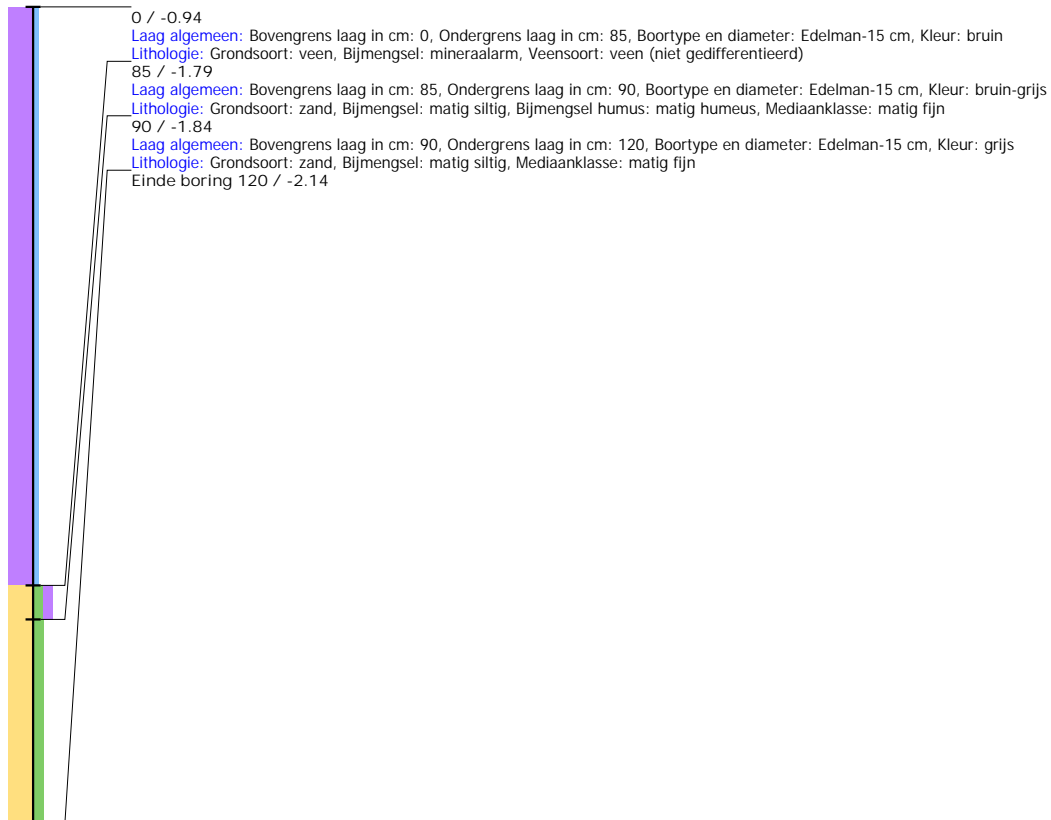 0 / -0.94
Laag algemeen: Bovengrens laag in cm: 0, Ondergrens laag in cm: 85, Boortype en diameter: Edelman-15 cm, Kleur: bruin
Lithologie: Grondsoort: veen, Bijmengsel: mineraalarm, Veensoort: veen (niet gedifferentieerd)
85 / -1.79
Laag algemeen: Bovengrens laag in cm: 85, Ondergrens laag in cm: 90, Boortype en diameter: Edelman-15 cm, Kleur: bruin-grijs
Lithologie: Grondsoort: zand, Bijmengsel: matig siltig, Bijmengsel humus: matig humeus, Mediaanklasse: matig fijn
90 / -1.84
Laag algemeen: Bovengrens laag in cm: 90, Ondergrens laag in cm: 120, Boortype en diameter: Edelman-15 cm, Kleur: grijs
Lithologie: Grondsoort: zand, Bijmengsel: matig siltig, Mediaanklasse: matig fijn
Einde boring 120 / -2.14